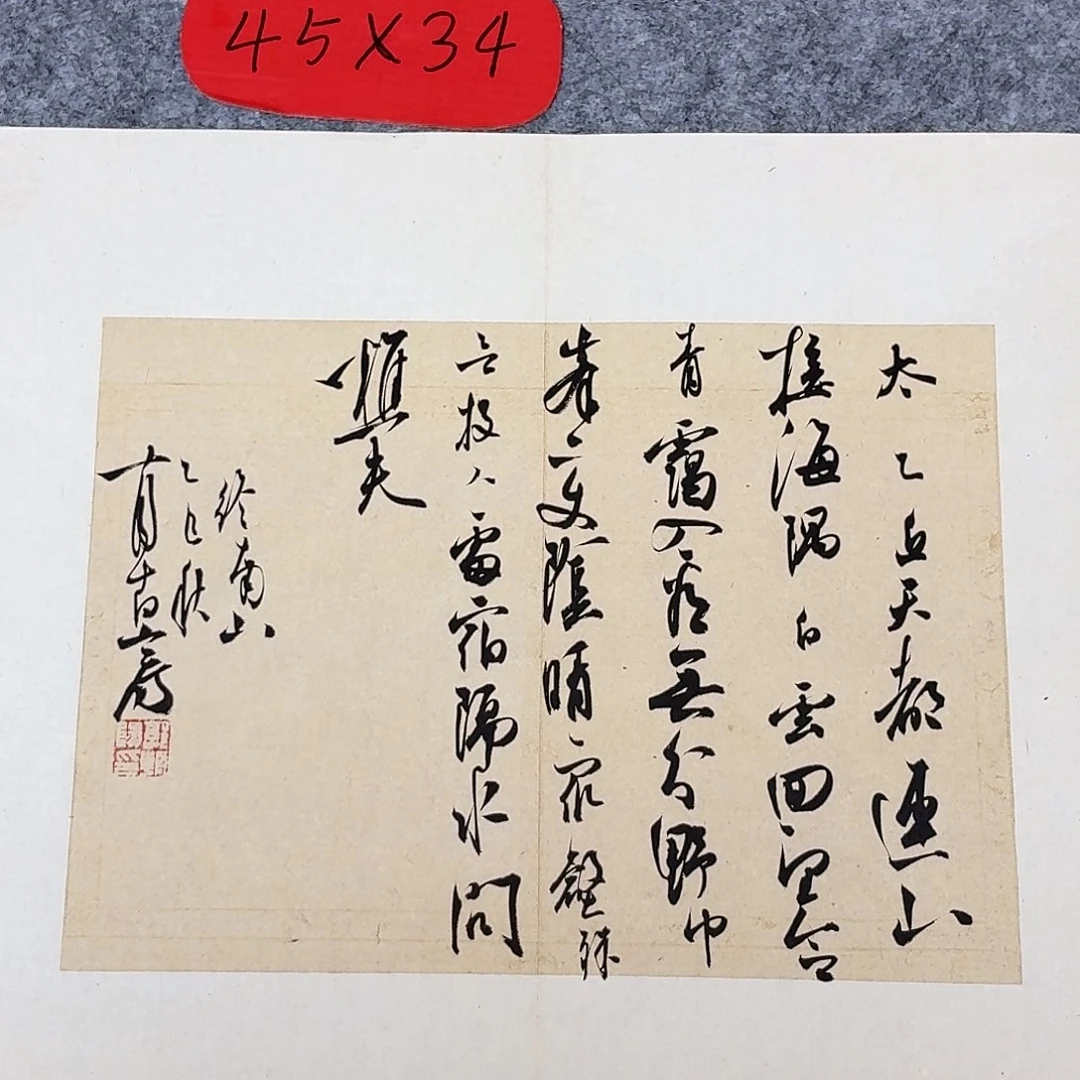 45X34
太乙近天都連山
接海隅白雲回望合
青靄入看無分野中
峯變陰晴眾壑殊
欲投人處宿隔水問
樵夫
終南山
乙巳秋